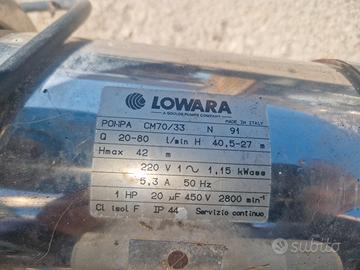 LOWARA
A GOULDS PUMPS COMPANY
MADE IN ITALY
POMPA CM70/33 N 91
Q 20-80 l/min H 40,5-27 m
Hmax 42 m
220 V 1~ 1,15 kWass
5,3 A 50 Hz
1 HP 20 µF 450 V 2800 min⁻¹
Cl isol F IP 44 Servizio continuo
subito